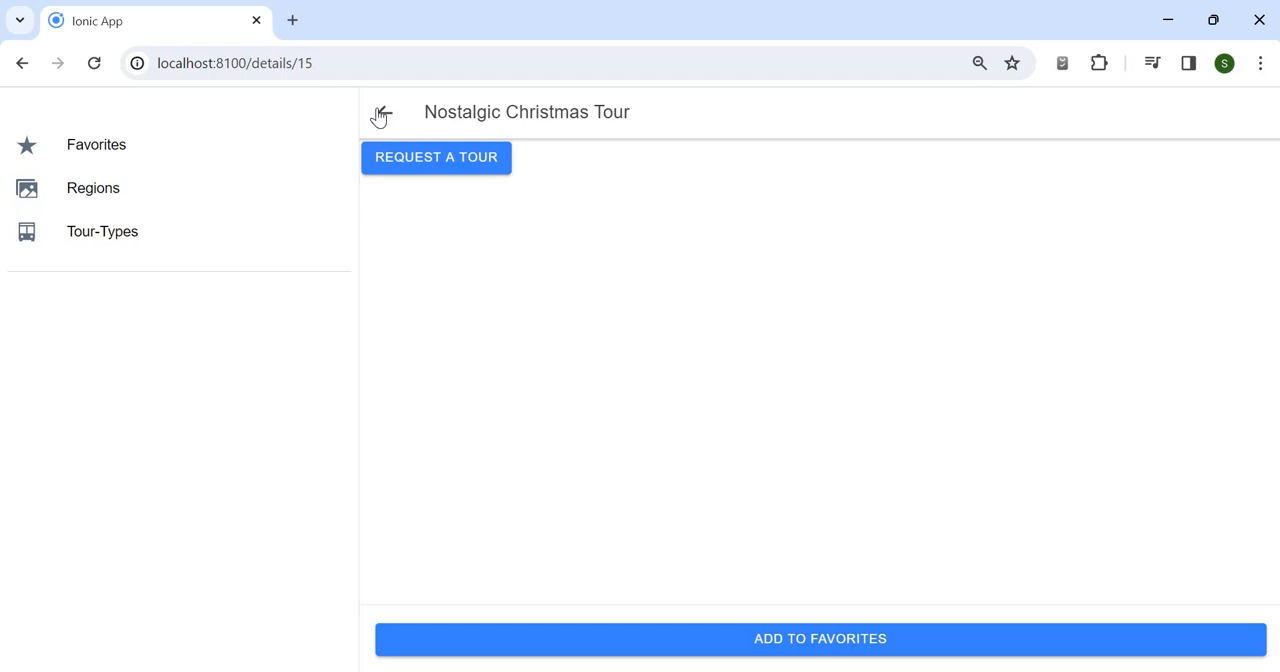 Ionic App
localhost:8100/details/15
S
Favorites
Regions
Tour-Types
Nostalgic Christmas Tour
REQUEST A TOUR
ADD TO FAVORITES